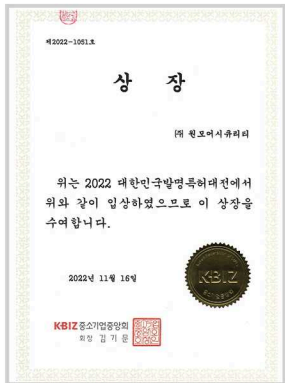 제2022-1051호
상 장
㈜ 원모어시큐리티
위는 2022 대한민국발명특허대전에서
위와 같이 입상하였으므로 이 상장을
수여합니다.
2022년 11월 16일
KBIZ
KBIZ중소기업중앙회
회장 김기문